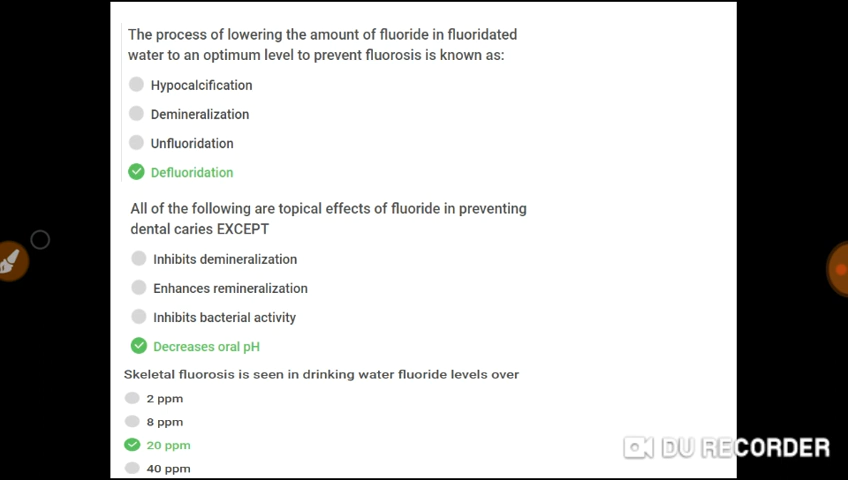 The process of lowering the amount of fluoride in fluoridated
water to an optimum level to prevent fluorosis is known as:
Hypocalcification
Demineralization
Unfluoridation
Defluoridation
All of the following are topical effects of fluoride in preventing
dental caries EXCEPT
Inhibits demineralization
Enhances remineralization
Inhibits bacterial activity
Decreases oral pH
Skeletal fluorosis is seen in drinking water fluoride levels over
2 ppm
8 ppm
20 ppm
40 ppm
DU RECORDER